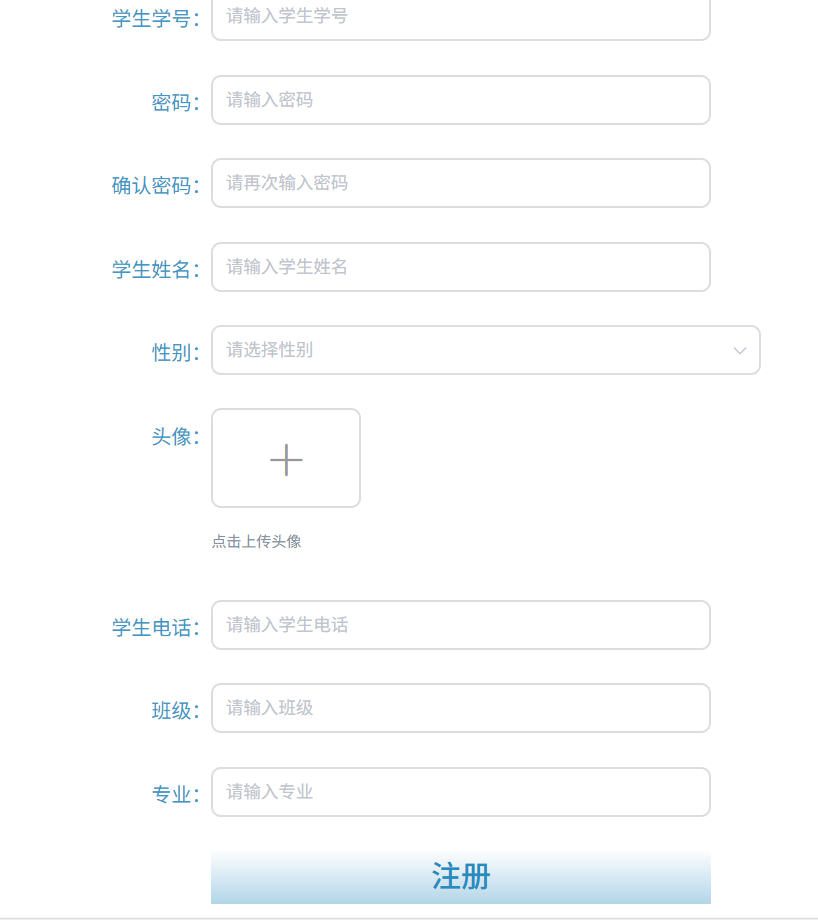 学生学号： 请输入学生学号
密码： 请输入密码
确认密码： 请再次输入密码
学生姓名： 请输入学生姓名
性别： 请选择性别
头像：
点击上传头像
学生电话： 请输入学生电话
班级： 请输入班级
专业： 请输入专业
注册